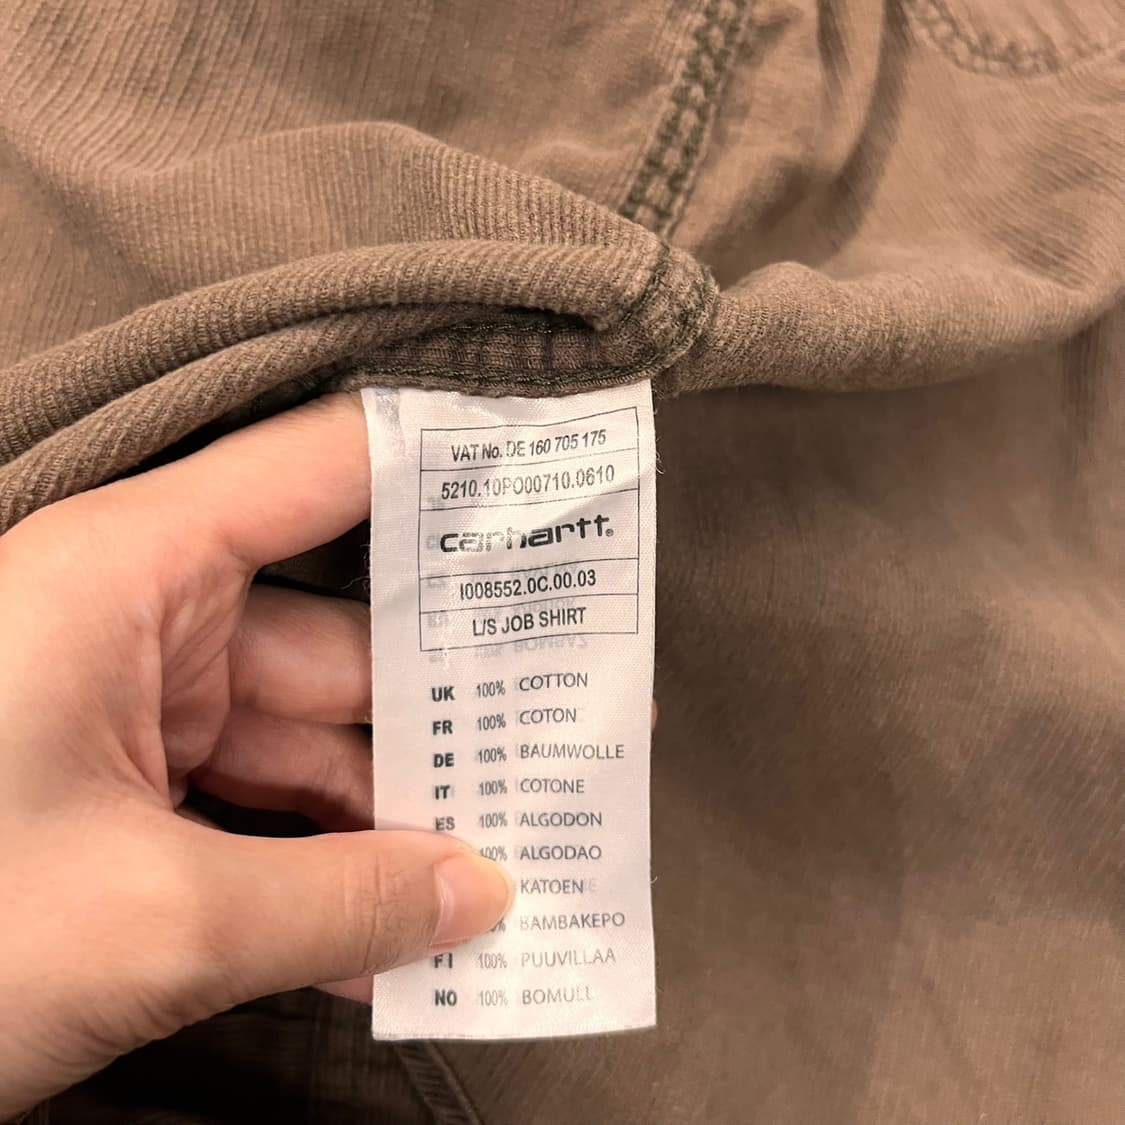 VAT No. DE 160 705 175
5210.10PO00710.0610
carhartt®
I008552.0C.00.03
L/S JOB SHIRT
UK 100% COTTON
FR 100% COTON
DE 100% BAUMWOLLE
IT 100% COTONE
ES 100% ALGODON
100% ALGODAO
KATOEN
BAMBAKEPO
FI 100% PUUVILLAA
NO 100% BOMULL